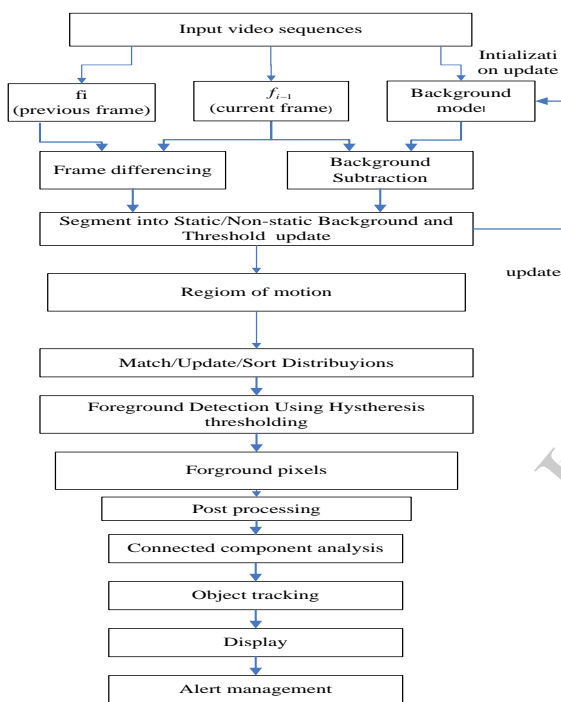 Input video sequences
Intializati
on update
fi
(previous frame)
f_{i-1}
(current frame)
Background
model
Frame differencing
Background
Subtraction
Segment into Static/Non-static Background and
Threshold update
update
Regiom of motion
Match/Update/Sort Distribuyions
Foreground Detection Using Hystheresis
thresholding
Forground pixels
Post processing
Connected component analysis
Object tracking
Display
Alert management